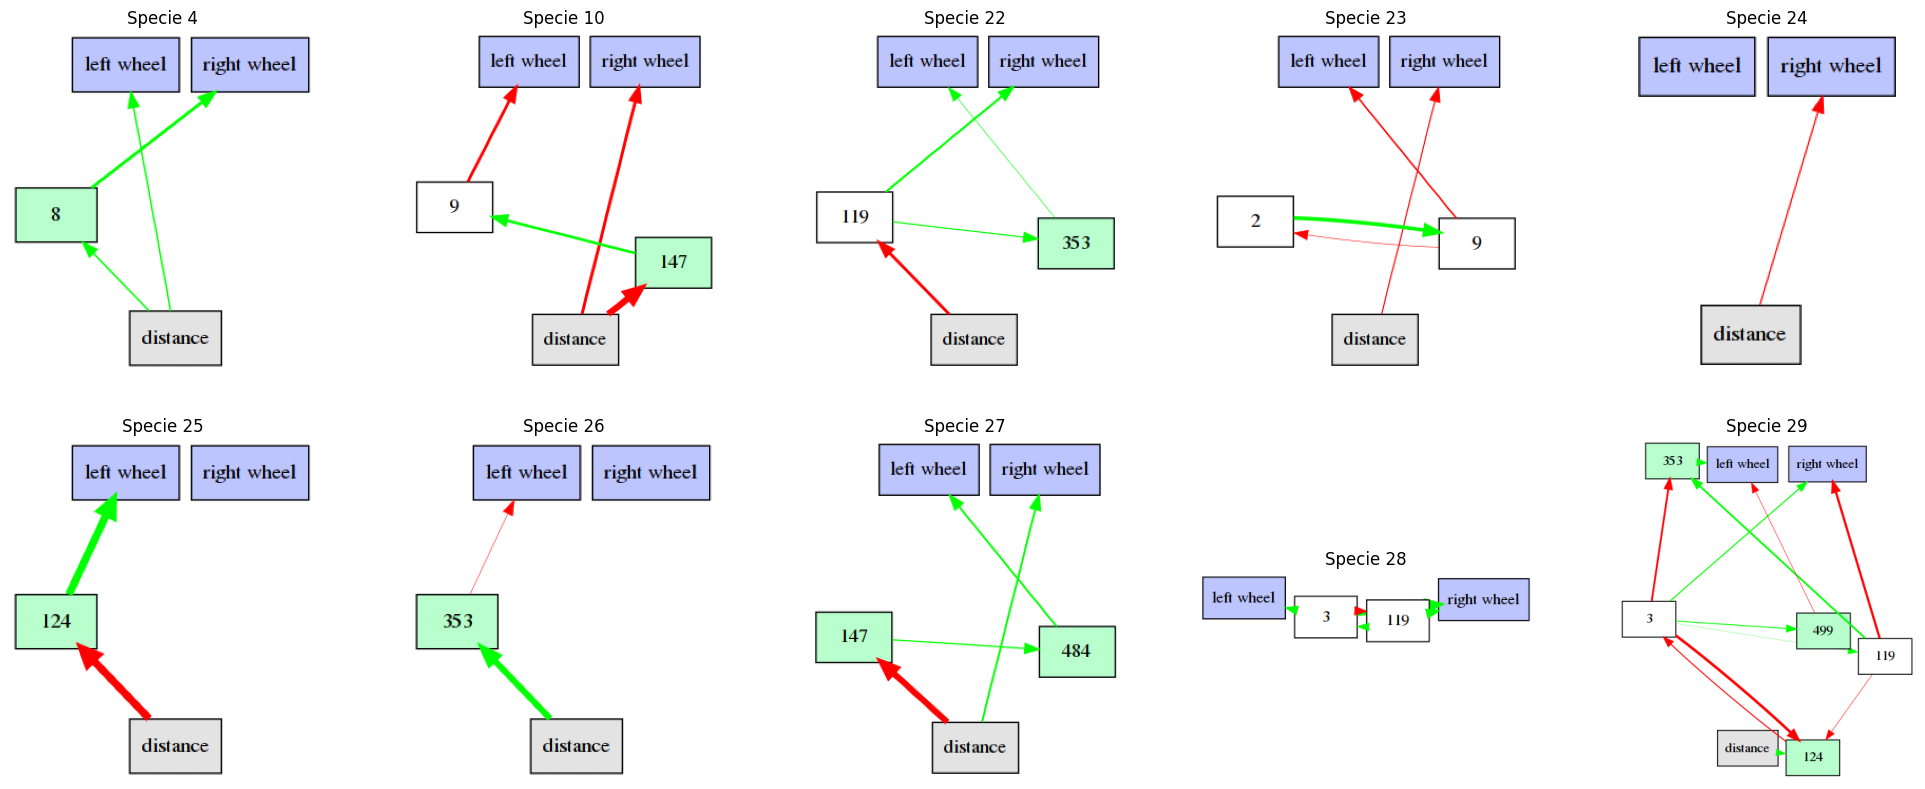 Specie 4
left wheel
right wheel
8
distance
Specie 10
left wheel
right wheel
9
147
distance
Specie 22
left wheel
right wheel
119
353
distance
Specie 23
left wheel
right wheel
2
9
distance
Specie 24
left wheel
right wheel
distance
Specie 25
left wheel
right wheel
124
distance
Specie 26
left wheel
right wheel
353
distance
Specie 27
left wheel
right wheel
147
484
distance
Specie 28
left wheel
3
119
right wheel
Specie 29
353
left wheel
right wheel
3
499
119
distance
124